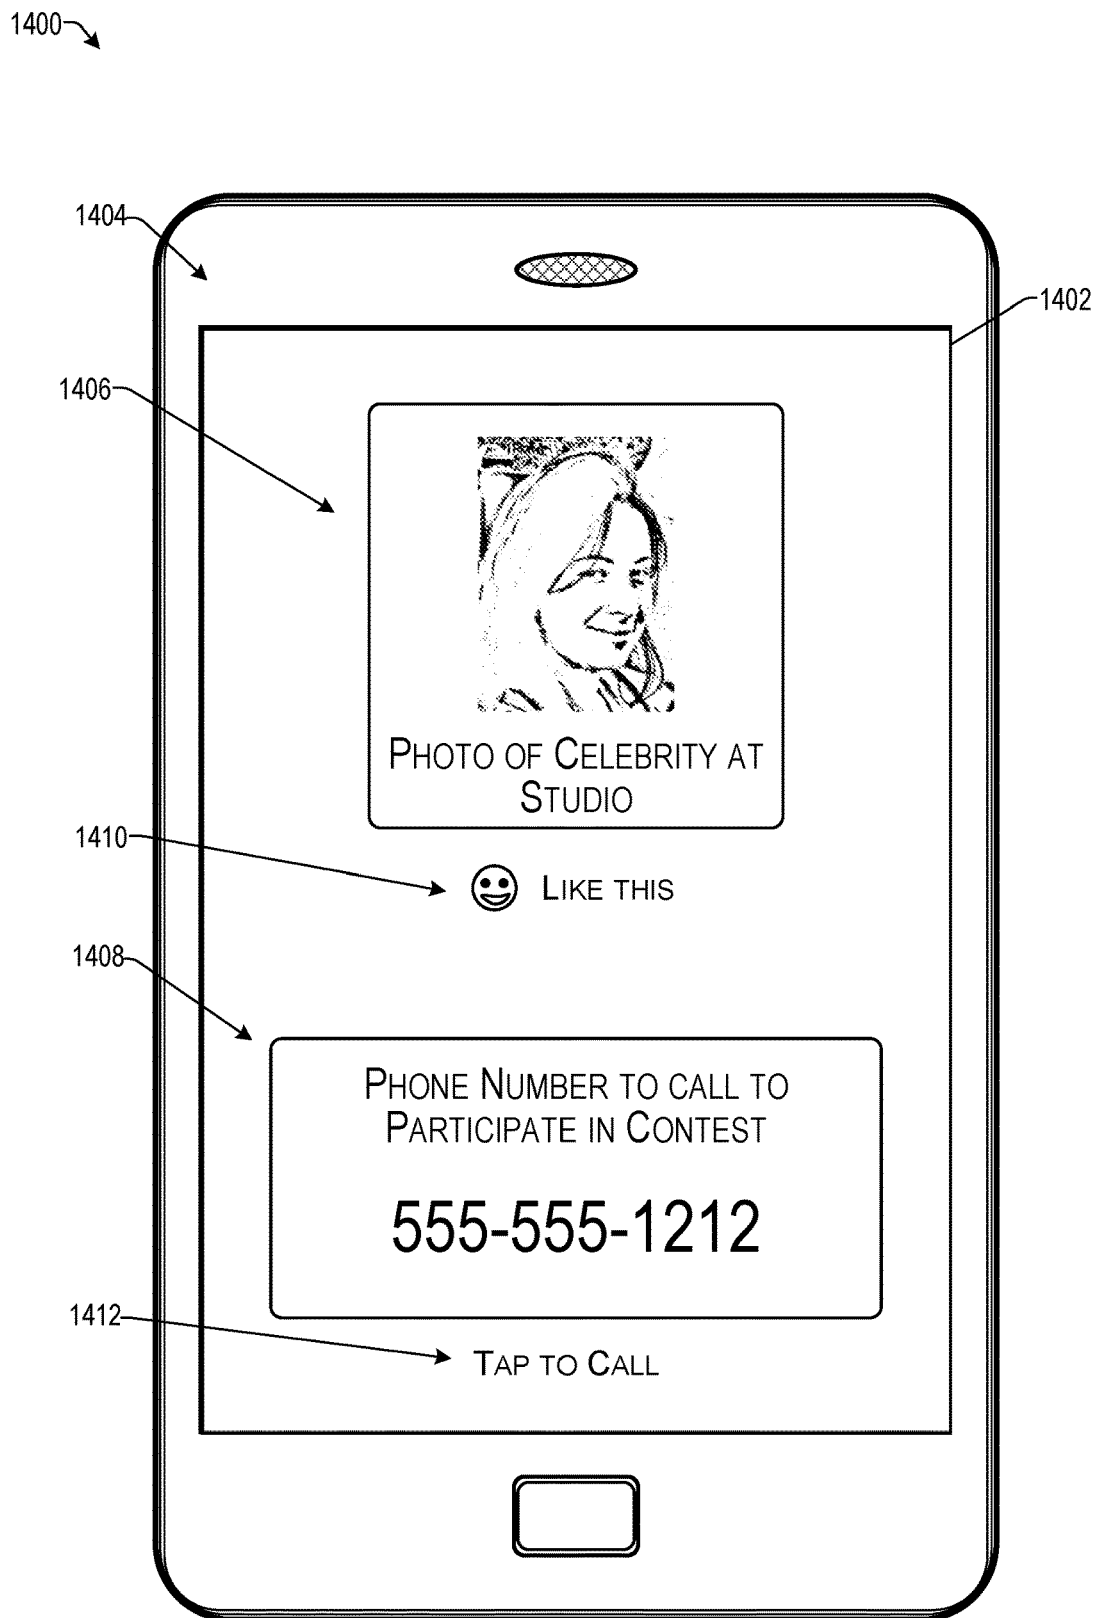 1400
1404
1402
1406
PHOTO OF CELEBRITY AT
STUDIO
1410
LIKE THIS
1408
PHONE NUMBER TO CALL TO
PARTICIPATE IN CONTEST
555-555-1212
1412
TAP TO CALL